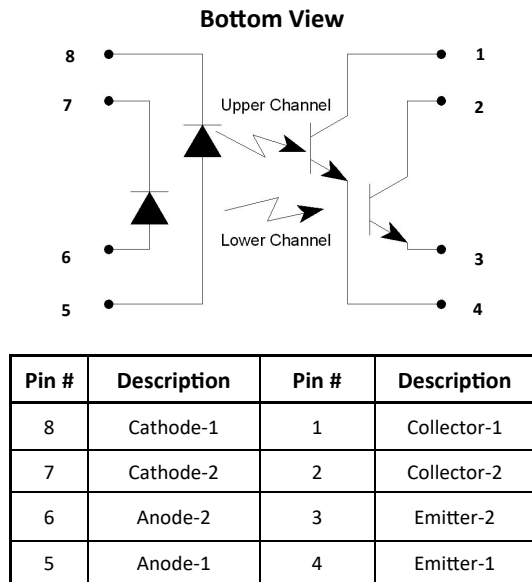 Bottom View
8
1
7
2
Upper Channel
Lower Channel
6
3
5
4
Pin # Description Pin # Description
8 Cathode-1 1 Collector-1
7 Cathode-2 2 Collector-2
6 Anode-2 3 Emitter-2
5 Anode-1 4 Emitter-1